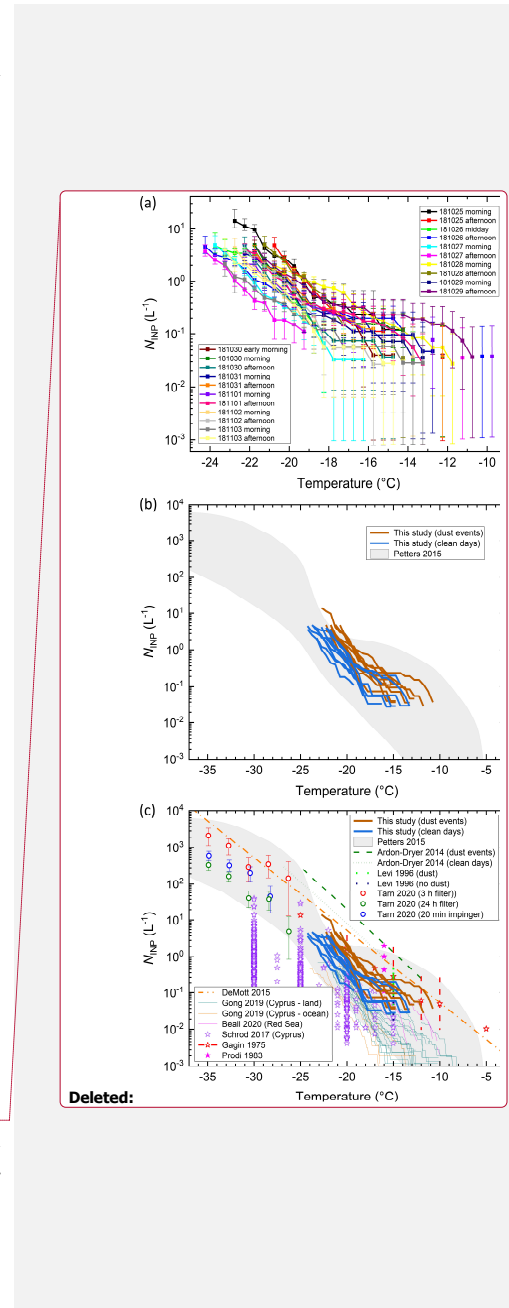 (a)
10¹
10⁰
10⁻¹
10⁻²
10⁻³
N_INP (L⁻¹)
181025 morning
181025 afternoon
181026 midday
181026 afternoon
181027 morning
181027 afternoon
181028 morning
181028 afternoon
181029 morning
181029 afternoon
181030 early morning
181030 morning
181030 afternoon
181031 morning
181031 afternoon
181101 morning
181101 afternoon
181102 morning
181102 afternoon
181103 morning
181103 afternoon
-24 -22 -20 -18 -16 -14 -12 -10
Temperature (°C)
(b)
10⁴
10³
10²
10¹
10⁰
10⁻¹
10⁻²
10⁻³
N_INP (L⁻¹)
This study (dust events)
This study (clean days)
Petters 2015
-35 -30 -25 -20 -15 -10 -5
Temperature (°C)
(c)
10⁴
10³
10²
10¹
10⁰
10⁻¹
10⁻²
10⁻³
N_INP (L⁻¹)
This study (dust events)
This study (clean days)
Petters 2015
Ardon-Dryer 2014 (dust events)
Ardon-Dryer 2014 (clean days)
Levi 1996 (dust)
Levi 1996 (no dust)
Tarn 2020 (3 h filter))
Tarn 2020 (24 h filter)
Tarn 2020 (20 min impinger)
DeMott 2015
Gong 2019 (Cyprus - land)
Gong 2019 (Cyprus - ocean)
Beall 2020 (Red Sea)
Schrod 2017 (Cyprus)
Gagin 1975
Prodi 1983
-35 -30 -25 -20 -15 -10 -5
Deleted:
Temperature (°C)